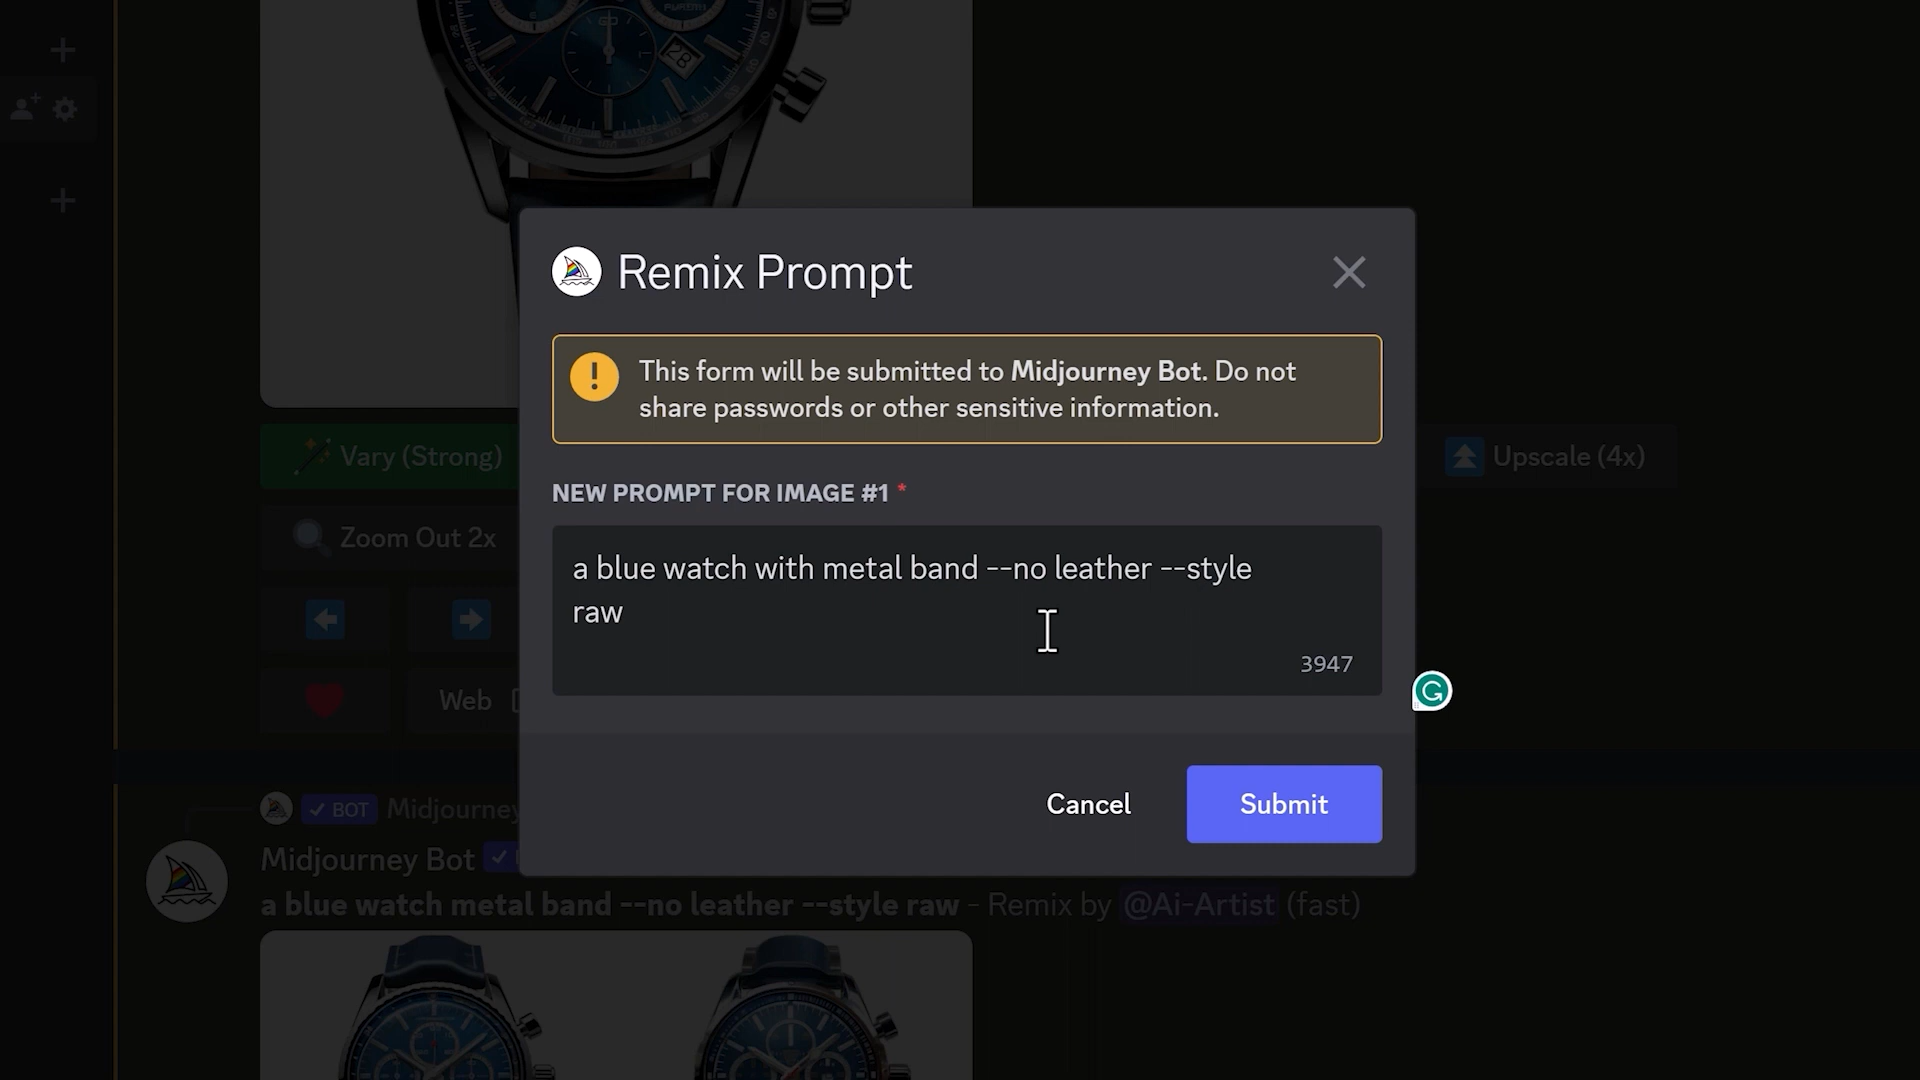 28
Remix Prompt
This form will be submitted to Midjourney Bot. Do not
share passwords or other sensitive information.
Vary (Strong)
Upscale (4x)
NEW PROMPT FOR IMAGE #1 *
Zoom Out 2x
a blue watch with metal band --no leather --style
raw
3947
Web
Cancel
Submit
BOT Midjourney
Midjourney Bot
a blue watch metal band --no leather --style raw - Remix by @Ai-Artist (fast)